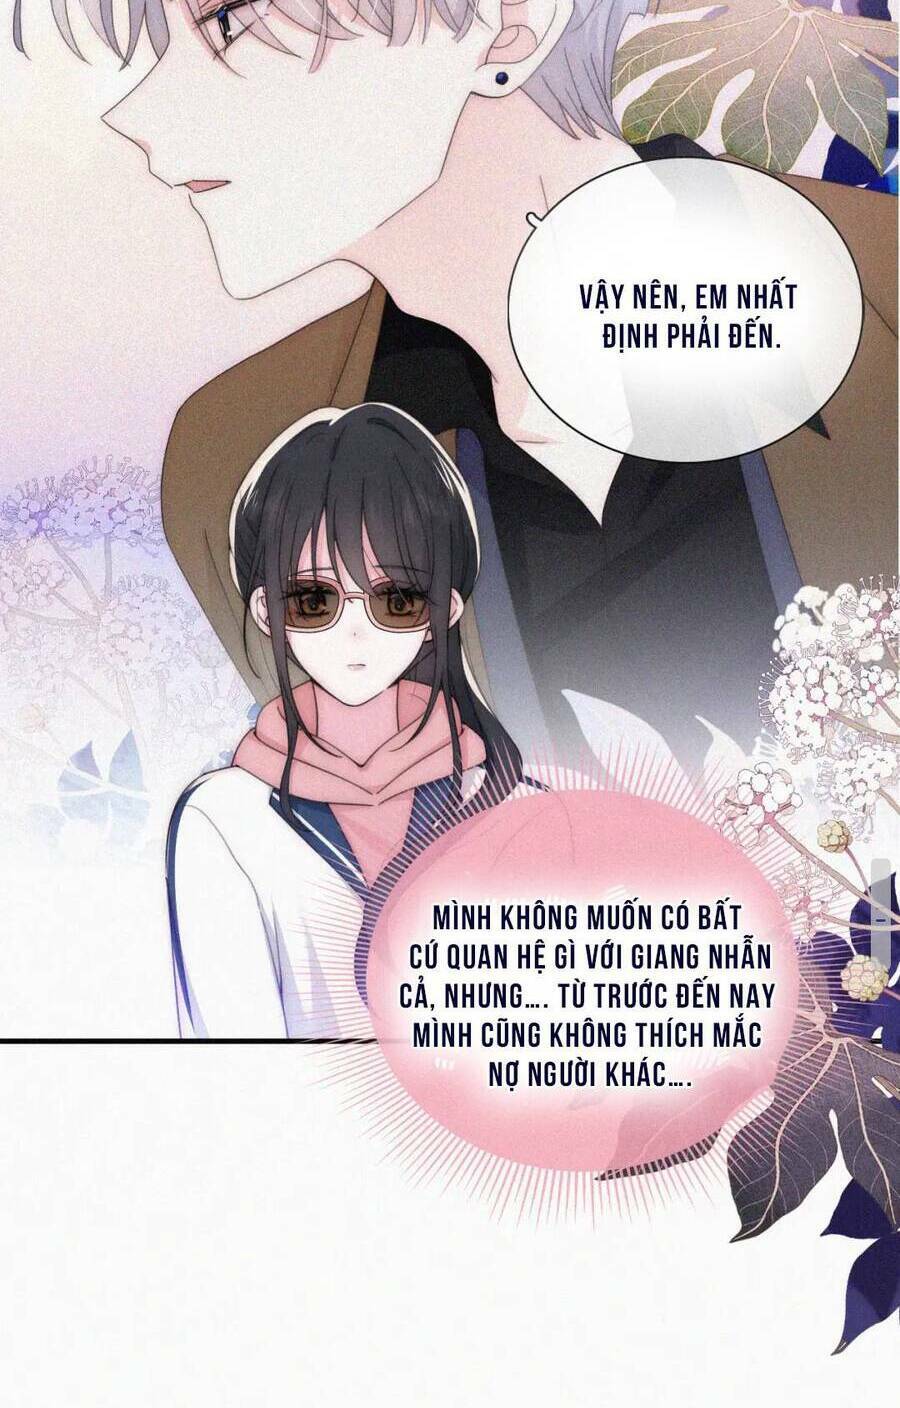 VẬY NÊN, EM NHẤT
ĐỊNH PHẢI ĐẾN.
MÌNH KHÔNG MUỐN CÓ BẤT
CỨ QUAN HỆ GÌ VỚI GIANG NHẪN
CẢ, NHƯNG.... TỪ TRƯỚC ĐẾN NAY
MÌNH CŨNG KHÔNG THÍCH MẮC
NỢ NGƯỜI KHÁC....